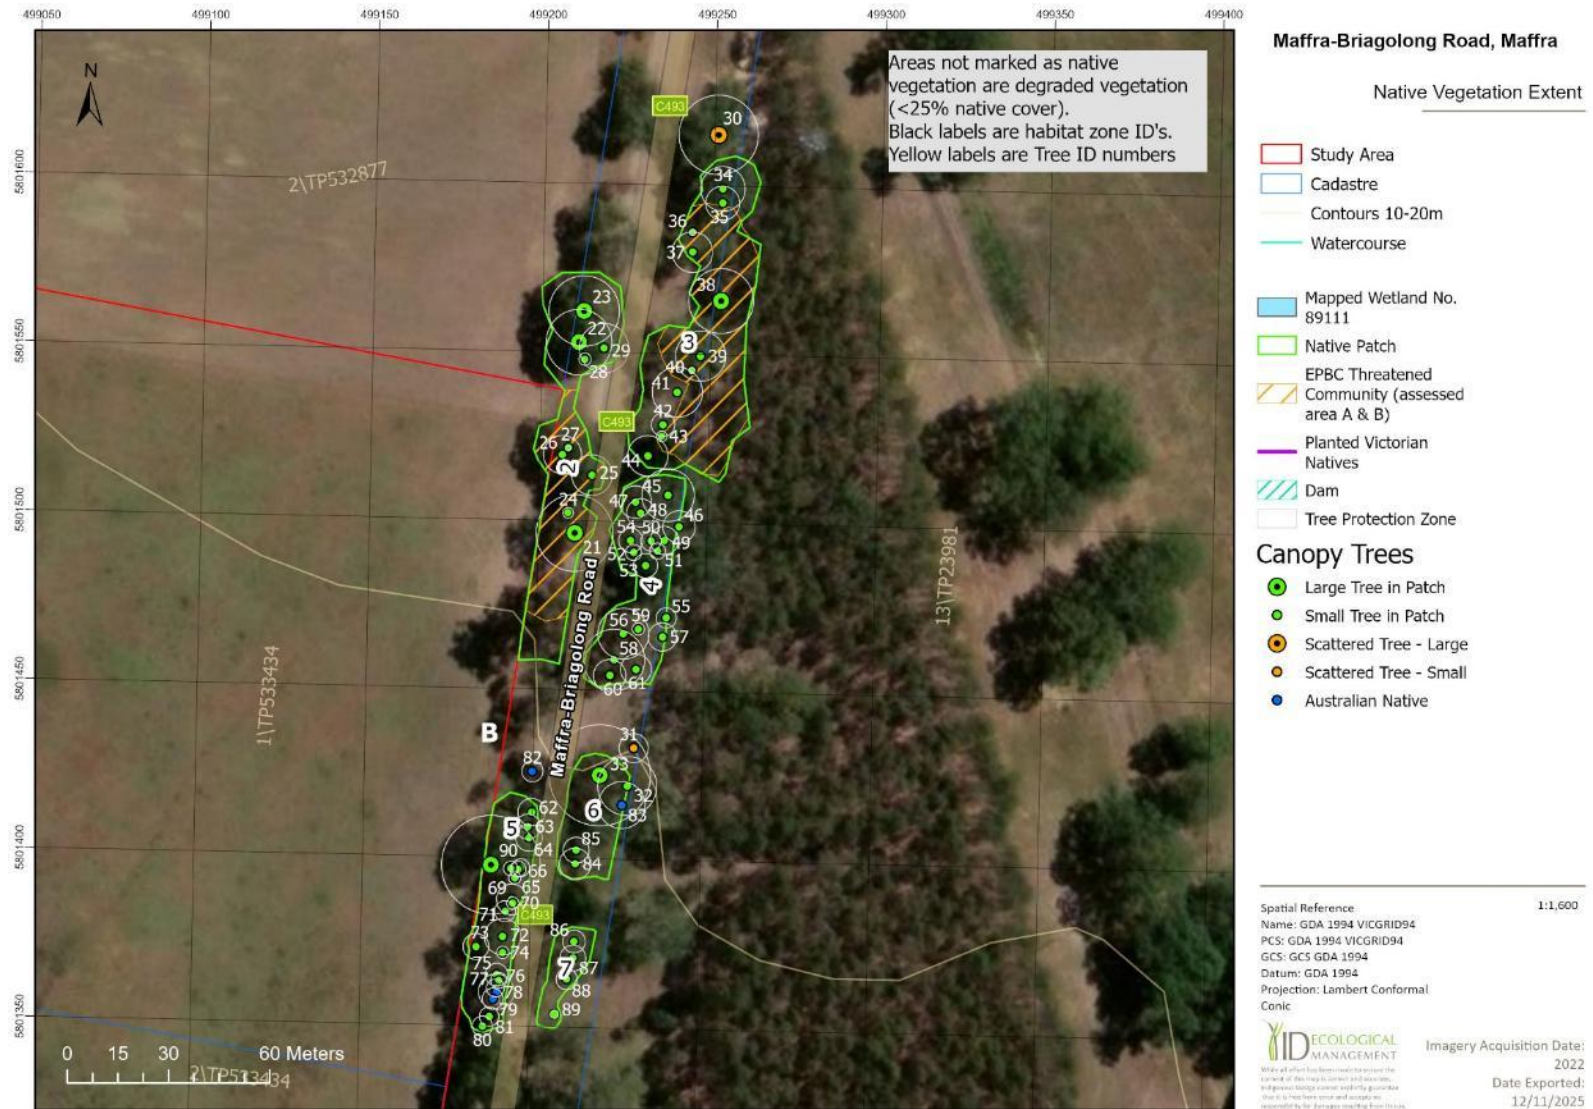 499050 499100 499150 499200 499250 499300 499350 499400
5801600
5801550
5801500
5801450
5801400
5801350
N
Areas not marked as native
vegetation are degraded vegetation
(<25% native cover).
Black labels are habitat zone ID's.
Yellow labels are Tree ID numbers
C493
30
2\TP532877
34
35
36
37
38
23
22
29
28
3
39
40
41
C493
42
43
44
27
26
2
25
24
21
45
47
48
46
54
50
49
52
51
53
4
13\TP23981
Maffra-Briagolong Road
55
56
59
57
58
60
61
1\TP533434
B
31
82
33
32
6
83
62
5
63
64
85
84
90
66
69
65
70
71
C493
73
72
74
86
75
7
87
76
77
78
88
79
89
81
80
0 15 30 60 Meters
2\TP533434
Maffra-Briagolong Road, Maffra
Native Vegetation Extent
Study Area
Cadastre
Contours 10-20m
Watercourse
Mapped Wetland No.
89111
Native Patch
EPBC Threatened
Community (assessed
area A & B)
Planted Victorian
Natives
Dam
Tree Protection Zone
Canopy Trees
Large Tree in Patch
Small Tree in Patch
Scattered Tree - Large
Scattered Tree - Small
Australian Native
Spatial Reference 1:1,600
Name: GDA 1994 VICGRID94
PCS: GDA 1994 VICGRID94
GCS: GCS GDA 1994
Datum: GDA 1994
Projection: Lambert Conformal
Conic
ID ECOLOGICAL
MANAGEMENT
Imagery Acquisition Date:
2022
Date Exported:
12/11/2025